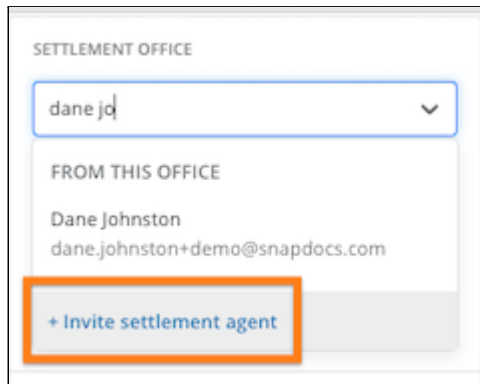 SETTLEMENT OFFICE
dane jo
FROM THIS OFFICE
Dane Johnston
dane.johnston+demo@snapdocs.com
+ Invite settlement agent